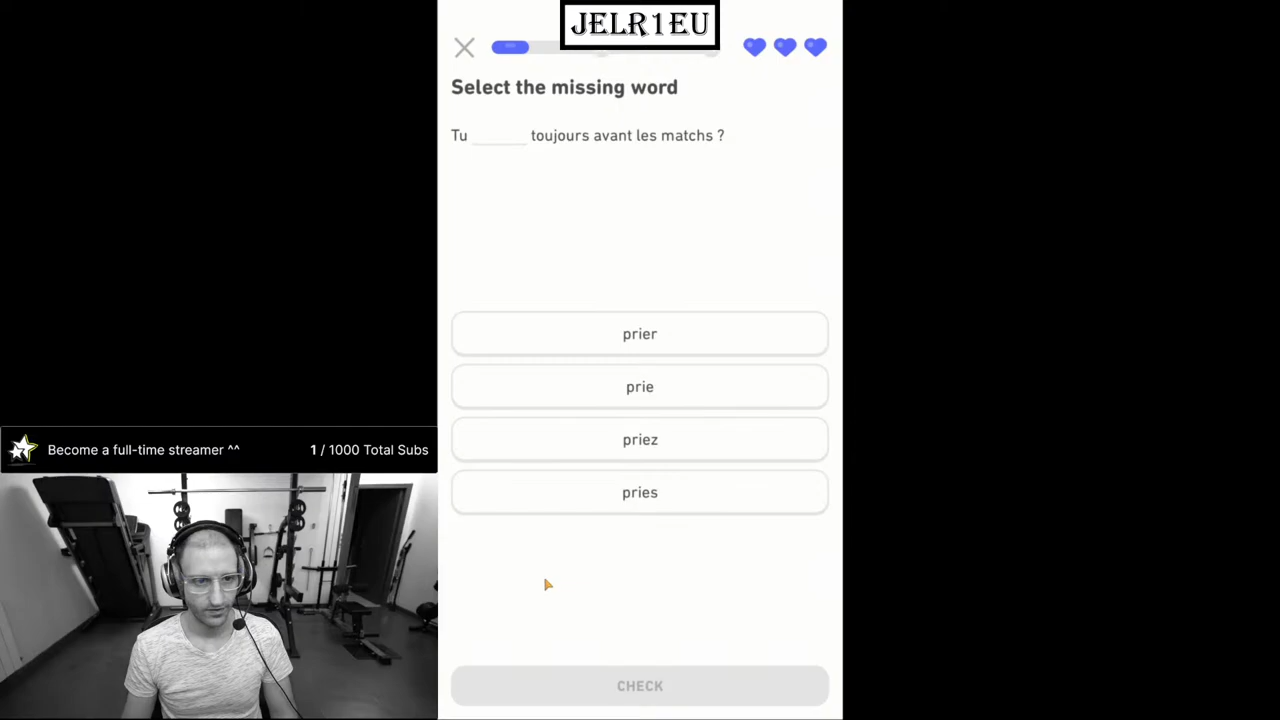 JELR1EU
Select the missing word
Tu ______ toujours avant les matchs ?
prier
prie
priez
pries
Become a full-time streamer ^^ 1 / 1000 Total Subs
CHECK